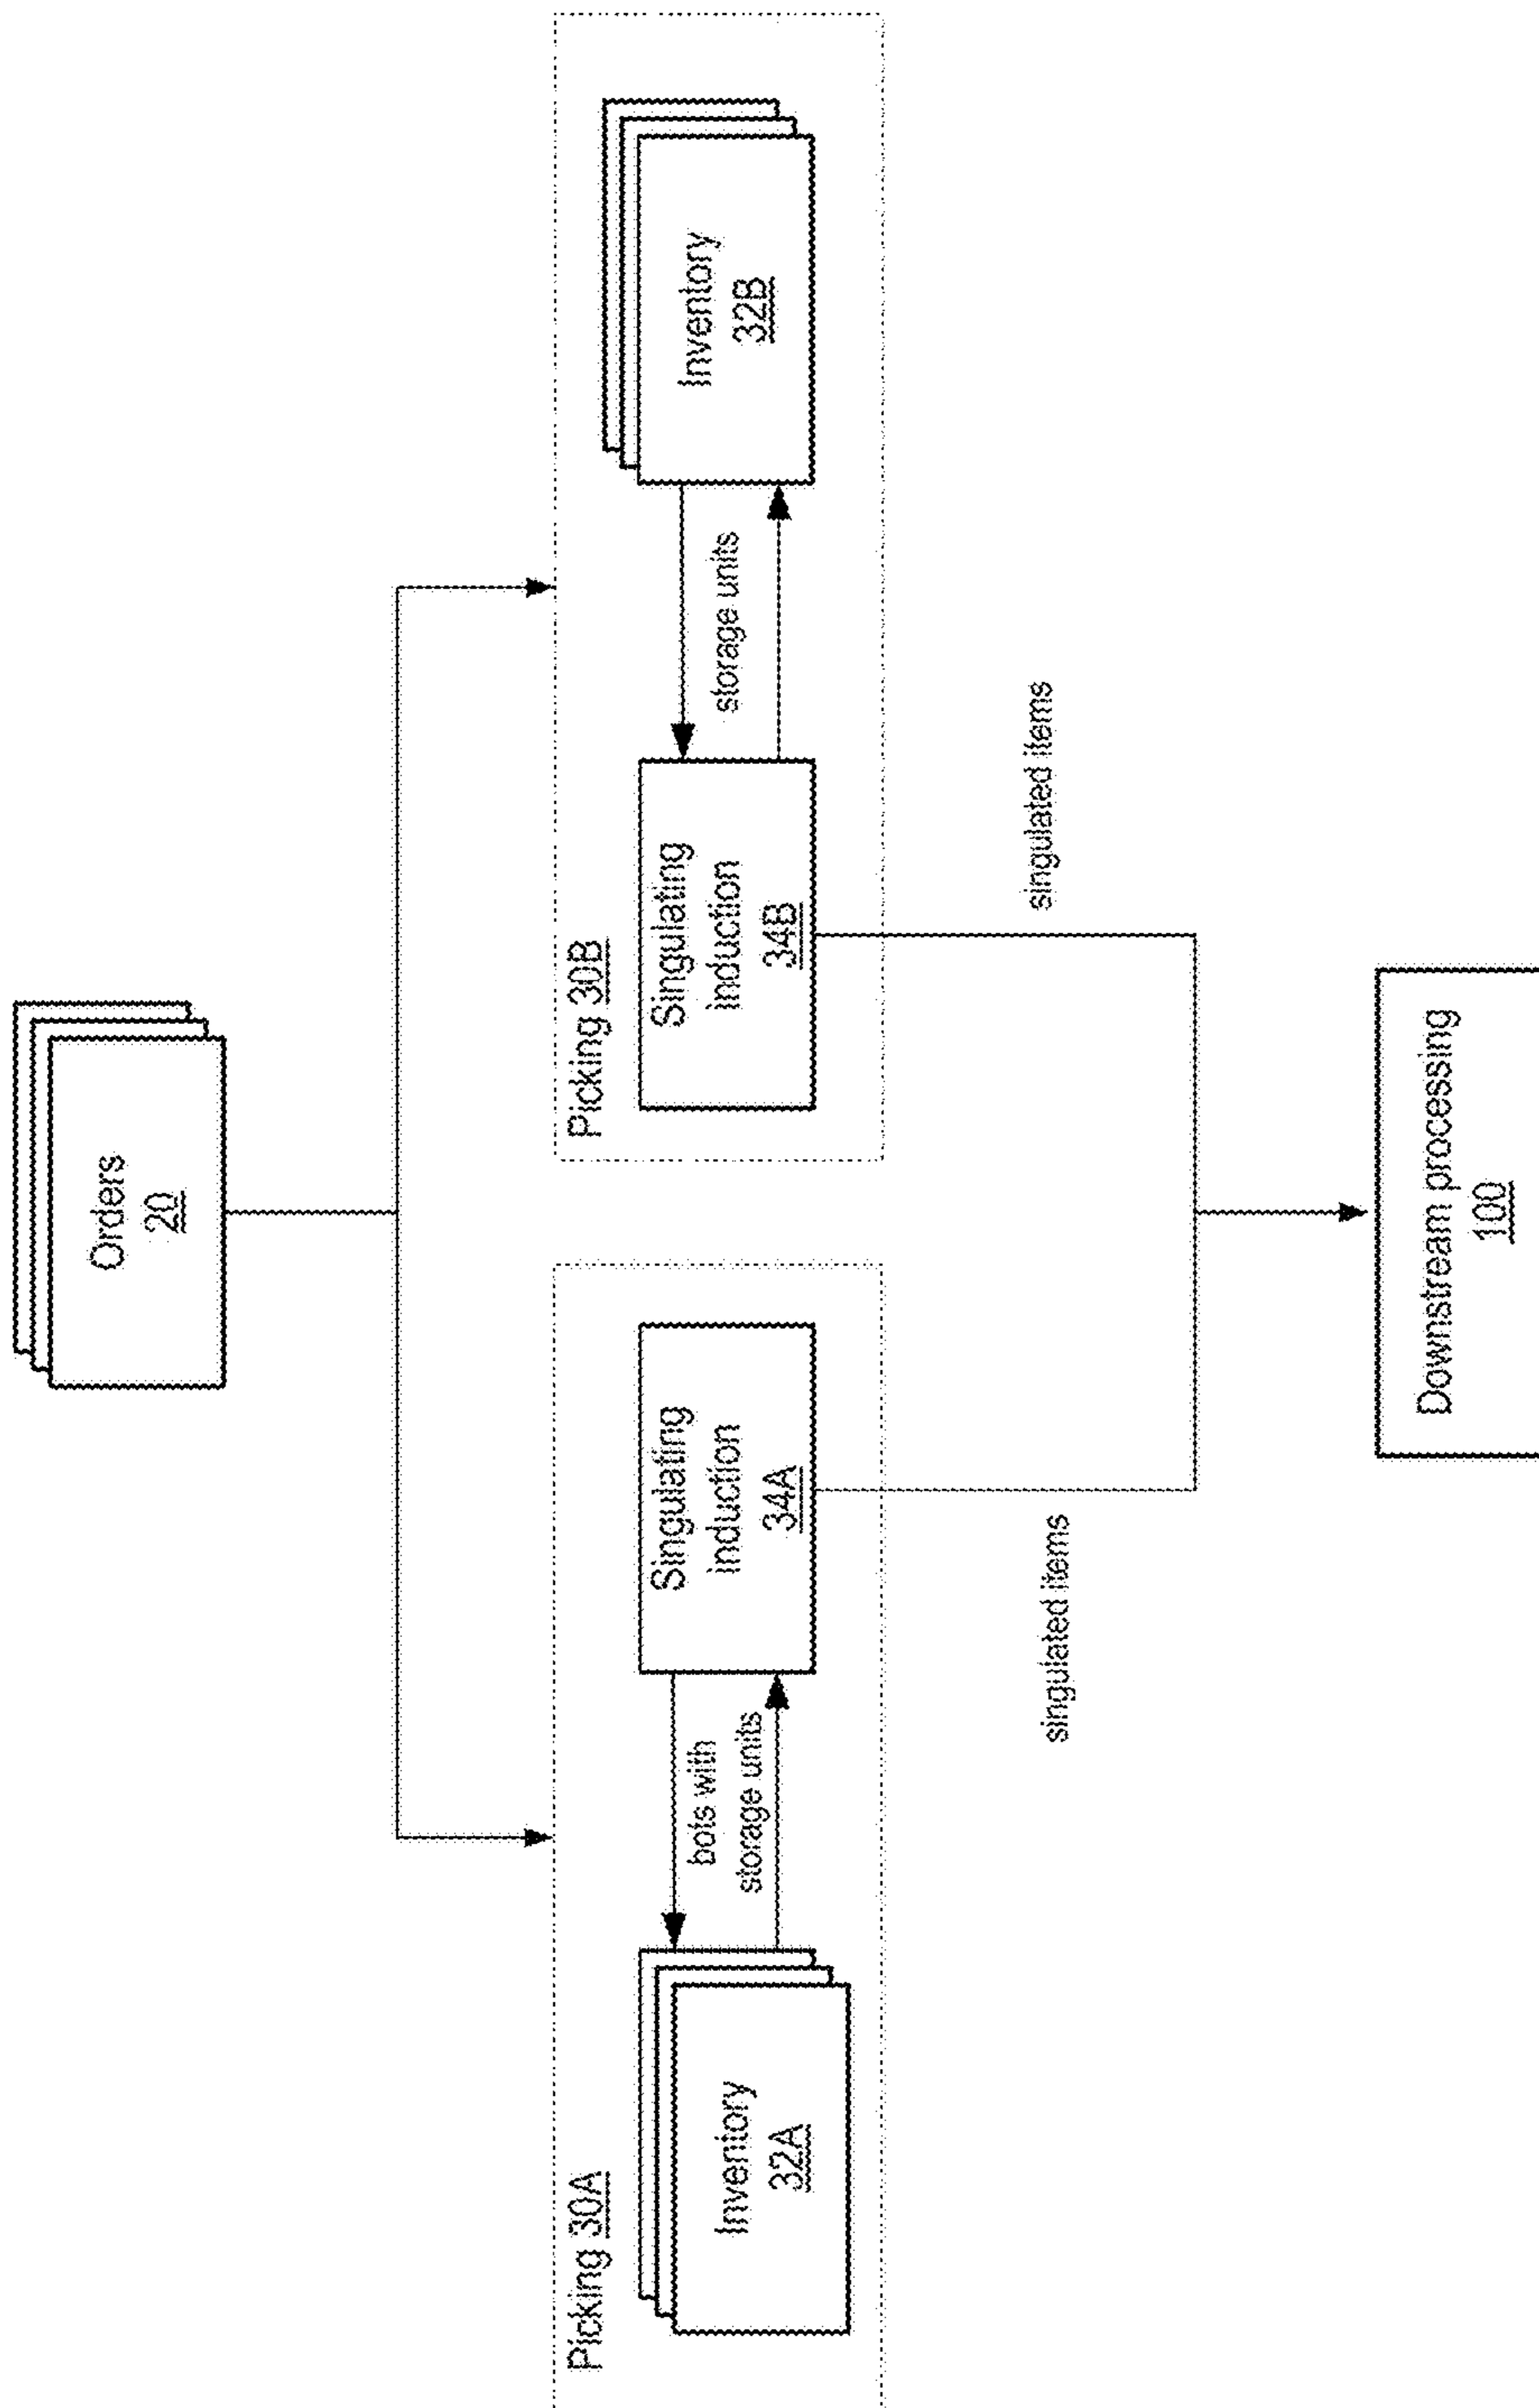 Orders
20
Picking 30A
Inventory
32A
bots with
storage units
Singulating
induction
34A
Picking 30B
Singulating
induction
34B
storage units
Inventory
32B
singulated items
singulated items
Downstream processing
100